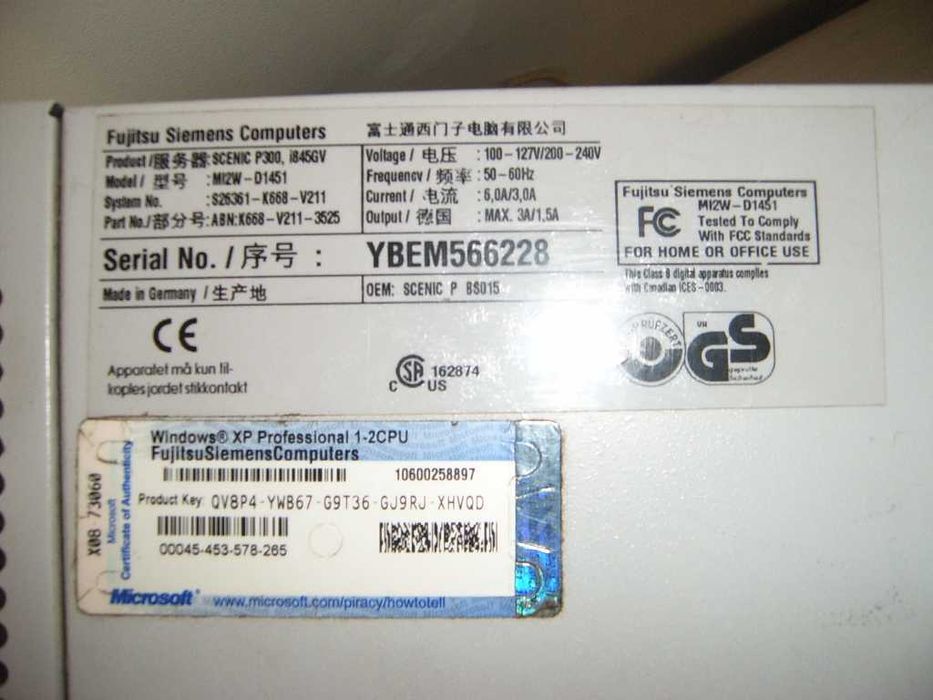 Fujitsu Siemens Computers
富士通西门子电脑有限公司
Product /服务器:SCENIC P300, i845GV
Model / 型号 :MI2W-D1451
System No. :S26361-K668-V211
Part No./部分号:ABN:K668-V211-3525
Voltage / 电压 :100-127V/200-240V
Frequency / 频率 :50-60Hz
Current / 电流 :6,0A/3,0A
Output / 德国 :MAX. 3A/1,5A
Serial No. / 序号 : YBEM566228
Made in Germany / 生产地
OEM: SCENIC P BS015
Fujitsu Siemens Computers
MI2W-D1451
FC
Tested To Comply
With FCC Standards
FOR HOME OR OFFICE USE
This Class B digital apparatus complies
with Canadian ICES-0003.
CE
Apparatet må kun til-
koples jordet stikkontakt
C SA US 162874
GS
geprüfte
Sicherheit
Windows® XP Professional 1-2CPU
FujitsuSiemensComputers
10600258897
Product Key: QV8P4-YWB67-G9T36-GJ9RJ-XHVQD
00045-453-578-265
X08 73060
Microsoft
Certificate of Authenticity
Microsoft® www.microsoft.com/piracy/howtotell